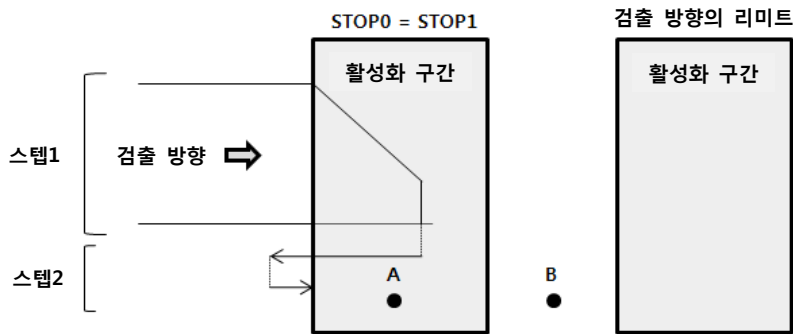 STOP0 = STOP1
검출 방향의 리미트
활성화 구간
활성화 구간
스텝1
검출 방향
스텝2
A
B